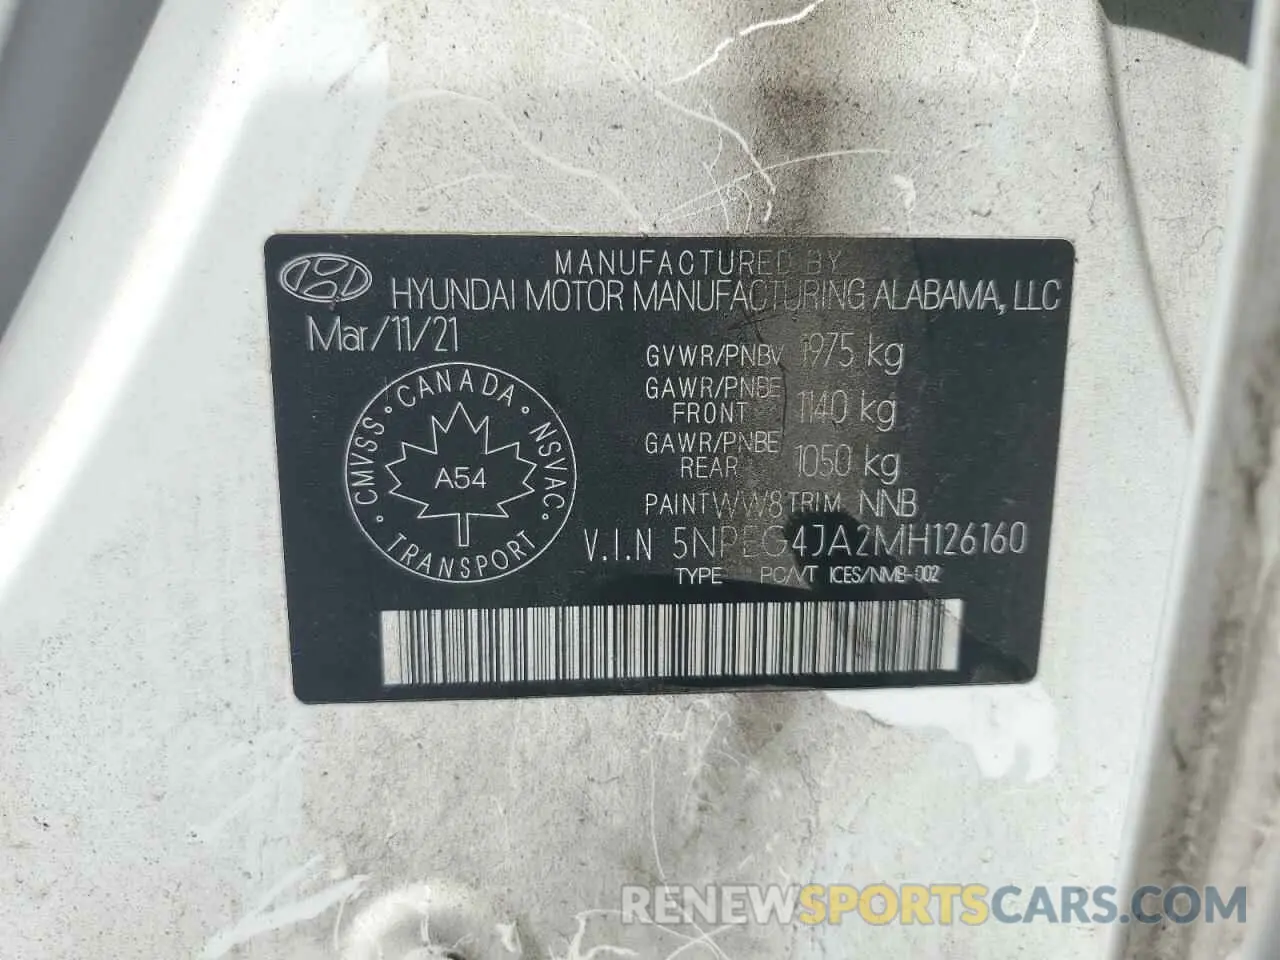 MANUFACTURED BY
HYUNDAI MOTOR MANUFACTURING ALABAMA, LLC
Mar/11/21
GVWR/PNBV 1975 kg
GAWR/PNBE
FRONT 1140 kg
GAWR/PNBE
REAR 1050 kg
PAINT WW8 TRIM NNB
V.I.N 5NPEG4JA2MH126160
TYPE PC/VT ICES/NMB-002
CMVSS · CANADA · NSVAC · TRANSPORT ·
A54
RENEWSPORTSCARS.COM